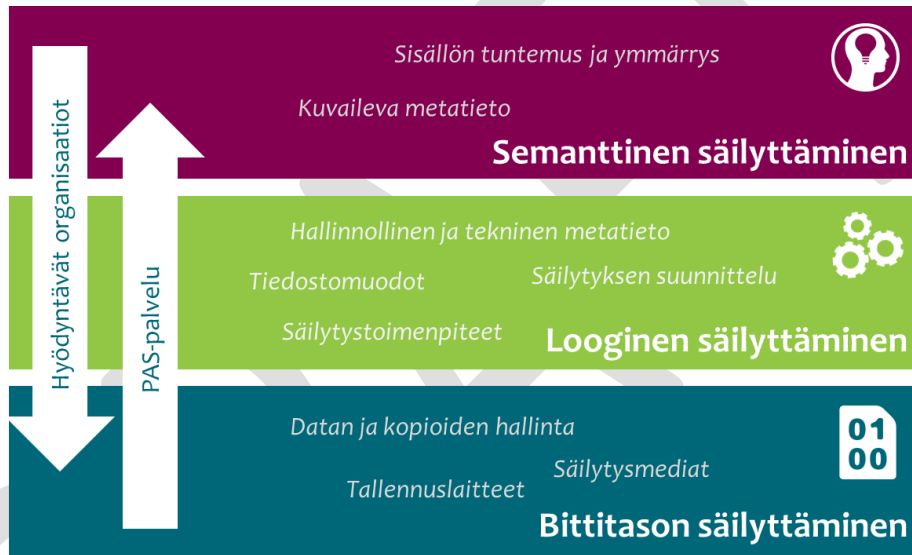 Hyödyntävät organisaatiot
PAS-palvelu
Sisällön tuntemus ja ymmärrys
Kuvaileva metatieto
Semanttinen säilyttäminen
Hallinnollinen ja tekninen metatieto
Tiedostomuodot
Säilytyksen suunnittelu
Säilytystoimenpiteet
Looginen säilyttäminen
Datan ja kopioiden hallinta
Säilytysmediat
Tallennuslaitteet
Bittitason säilyttäminen
01
00